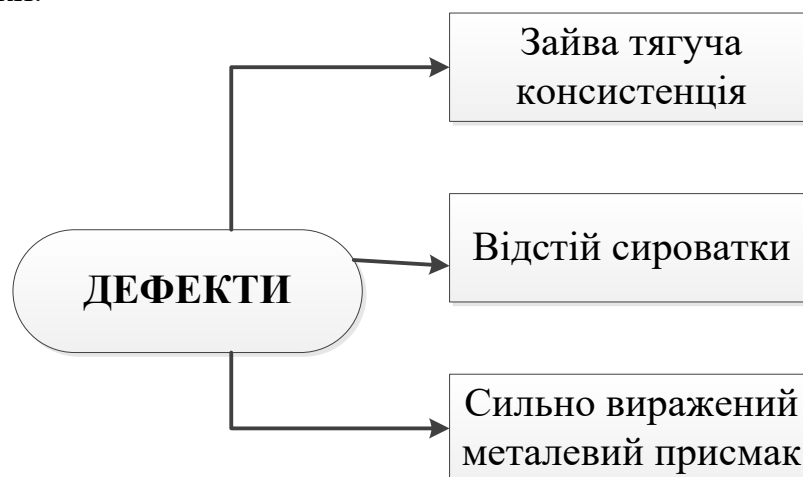 Зайва тягуча
консистенція
Відстій сироватки
ДЕФЕКТИ
Сильно виражений
металевий присмак